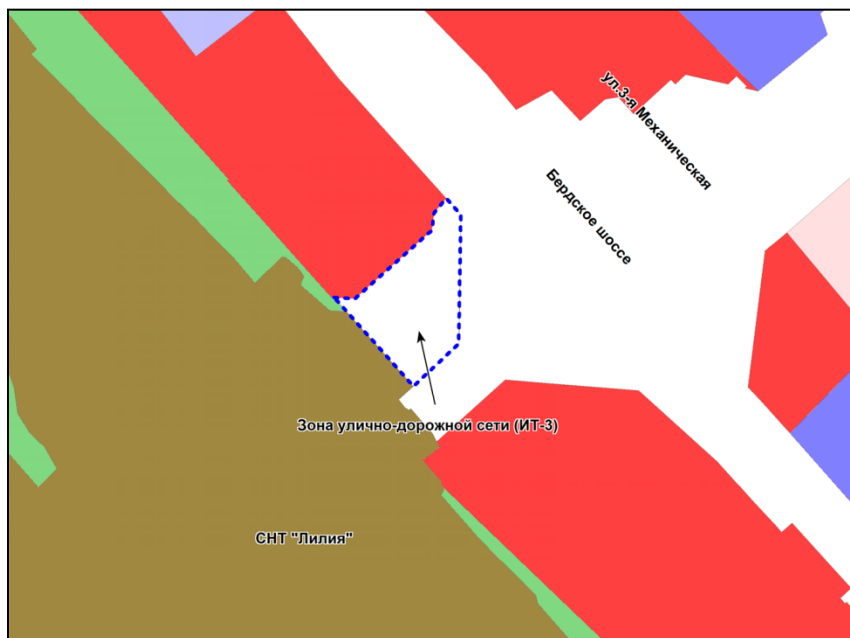 ул.3-я Механическая
Бердское шоссе
Зона улично-дорожной сети (ИТ-3)
СНТ "Лилия"